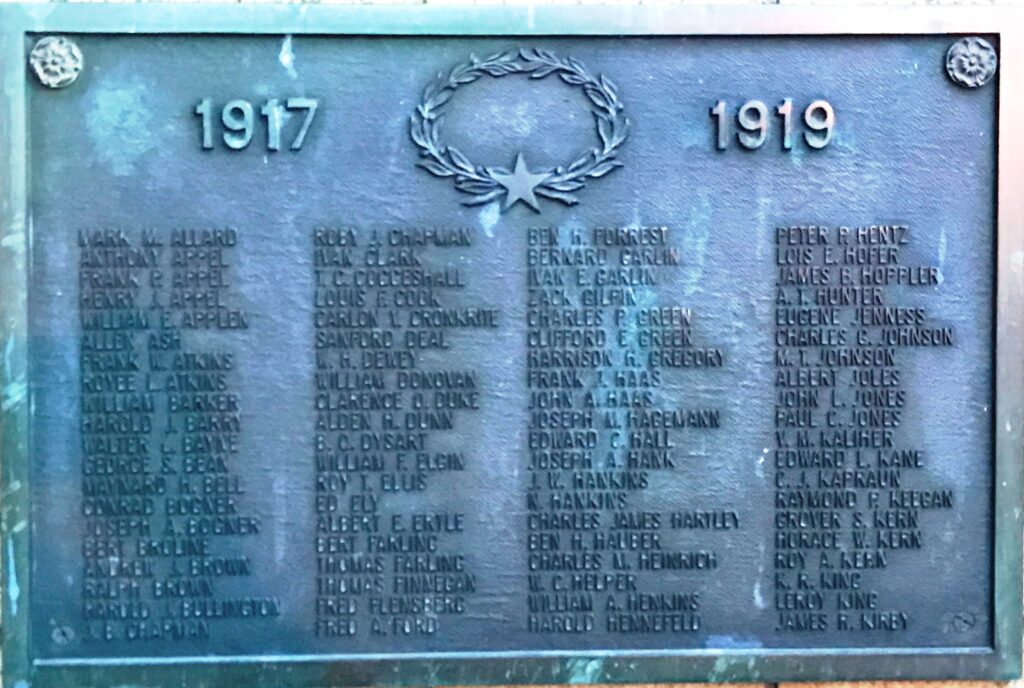 1917
1919
MARK M. ALLARD
ANTHONY APPEL
FRANK P. APPEL
HENRY J. APPEL
WILLIAM E. APPLEN
ALLEN ASH
FRANK W. ATKINS
ROYEE L. ATKINS
WILLIAM BARKER
HAROLD J. BARRY
WALTER L. BAYNE
GEORGE S. BEAN
MAYNARD H. BELL
CONRAD BOGNER
JOSEPH A. BOGNER
BERT BROLINE
ANDREW J. BROWN
RALPH BROWN
HAROLD J. BULLINGTON
J. B. CHAPMAN
ROBY J. CHAPMAN
IVAN CLARK
T. C. COGGESHALL
LOUIS F. COOK
CARLON V. CRONKRITE
SANFORD DEAL
W. H. DEWEY
WILLIAM DONOVAN
CLARENCE O. DUKE
ALDEN H. DUNN
B. C. DYSART
WILLIAM F. ELGIN
ROY T. ELLIS
ED ELY
ALBERT E. ERTLE
BERT FARLING
THOMAS FARLING
THOMAS FINNEGAN
FRED FLENSBERG
FRED A. FORD
BEN H. FORREST
BERNARD GARLIN
IVAN E. GARLIN
ZACK GILPIN
CHARLES P. GREEN
CLIFFORD E. GREEN
HARRISON H. GREGORY
FRANK J. HAAS
JOHN A. HAAS
JOSEPH M. HAGEMANN
EDWARD C. HALL
JOSEPH A. HANK
J. W. HANKINS
N. HANKINS
CHARLES JAMES HARTLEY
BEN H. HAUBER
CHARLES M. HEINRICH
W. C. HELPER
WILLIAM A. HENKINS
HAROLD HENNEFELD
PETER P. HENTZ
LOIS E. HOFER
JAMES B. HOPPLER
A. T. HUNTER
EUGENE JENNESS
CHARLES G. JOHNSON
M. T. JOHNSON
ALBERT JOLES
JOHN L. JONES
PAUL C. JONES
V. M. KALIHER
EDWARD L. KANE
C. J. KAPRAUN
RAYMOND P. KEEGAN
GROVER S. KERN
HORACE W. KERN
ROY A. KERN
K. R. KING
LEROY KING
JAMES H. KIRBY